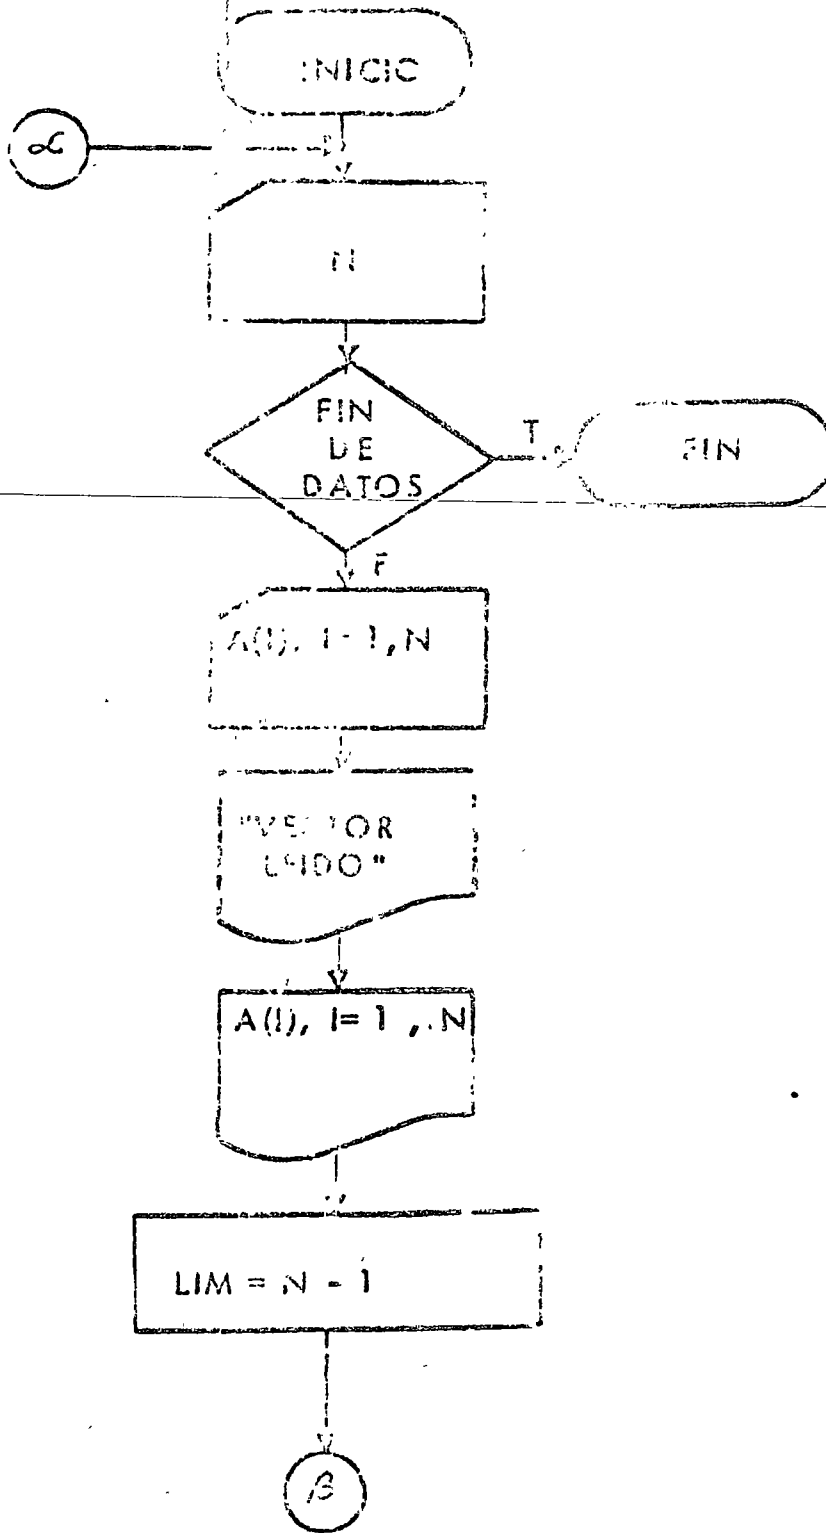 INICIO
α
N
FIN
DE
DATOS
T
FIN
F
A(I), I = 1, N
"VECTOR
LEIDO"
A(I), I= 1 , N
LIM = N - 1
β